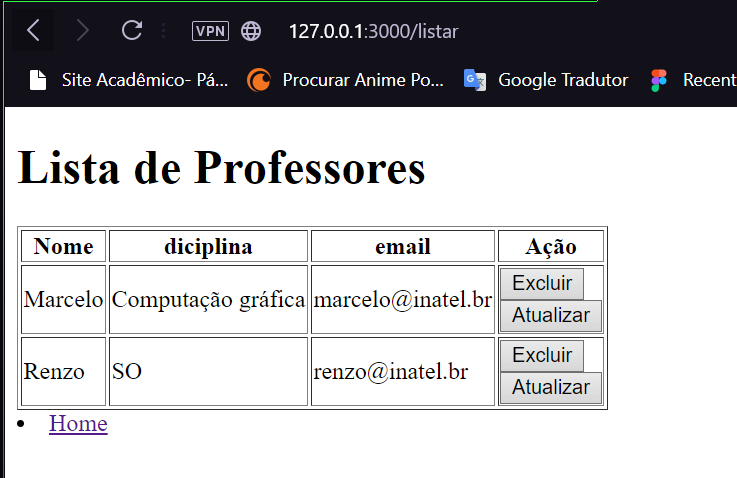 VPN 127.0.0.1:3000/listar
Site Acadêmico- Pá... Procurar Anime Po... Google Tradutor Recent
Lista de Professores
Nome diciplina email Ação
Marcelo Computação gráfica marcelo@inatel.br Excluir
Atualizar
Renzo SO renzo@inatel.br Excluir
Atualizar
Home